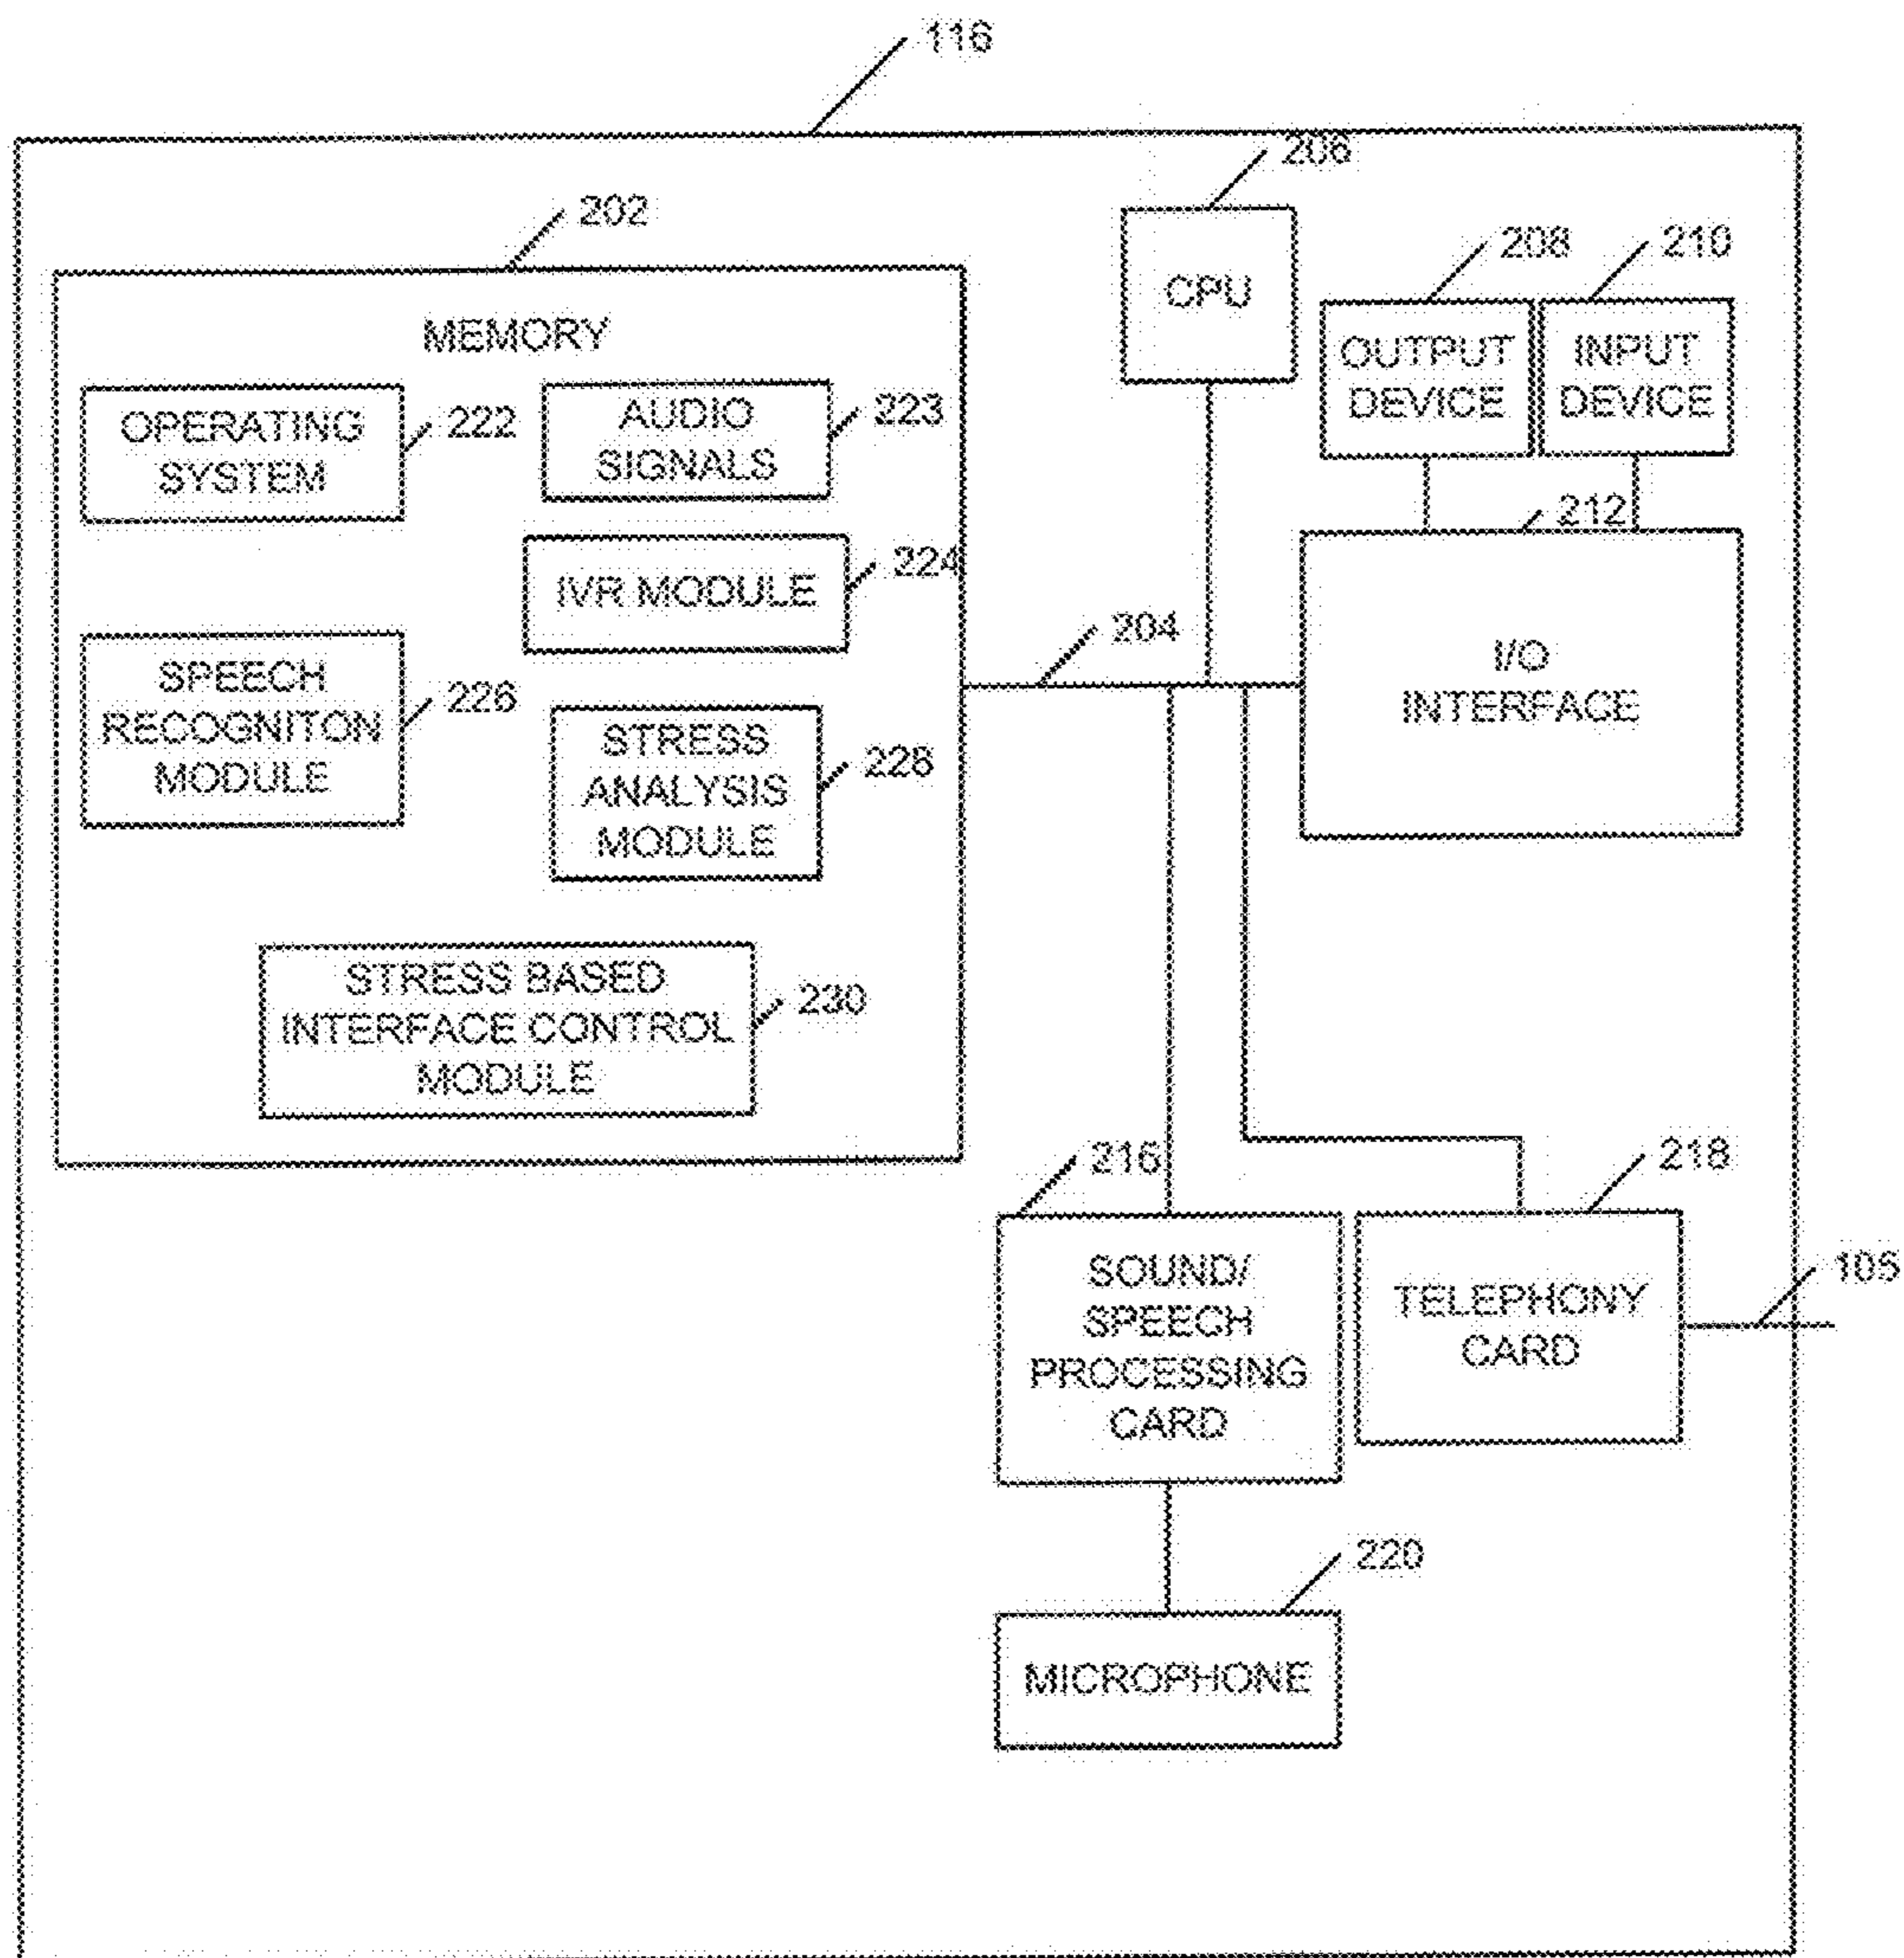 116
206
202
208
210
CPU
MEMORY
OUTPUT
DEVICE
INPUT
DEVICE
OPERATING
SYSTEM
222
AUDIO
SIGNALS
223
212
IVR MODULE
224
204
I/O
INTERFACE
SPEECH
RECOGNITON
MODULE
226
STRESS
ANALYSIS
MODULE
228
STRESS BASED
INTERFACE CONTROL
MODULE
230
216
218
SOUND/
SPEECH
PROCESSING
CARD
TELEPHONY
CARD
105
220
MICROPHONE